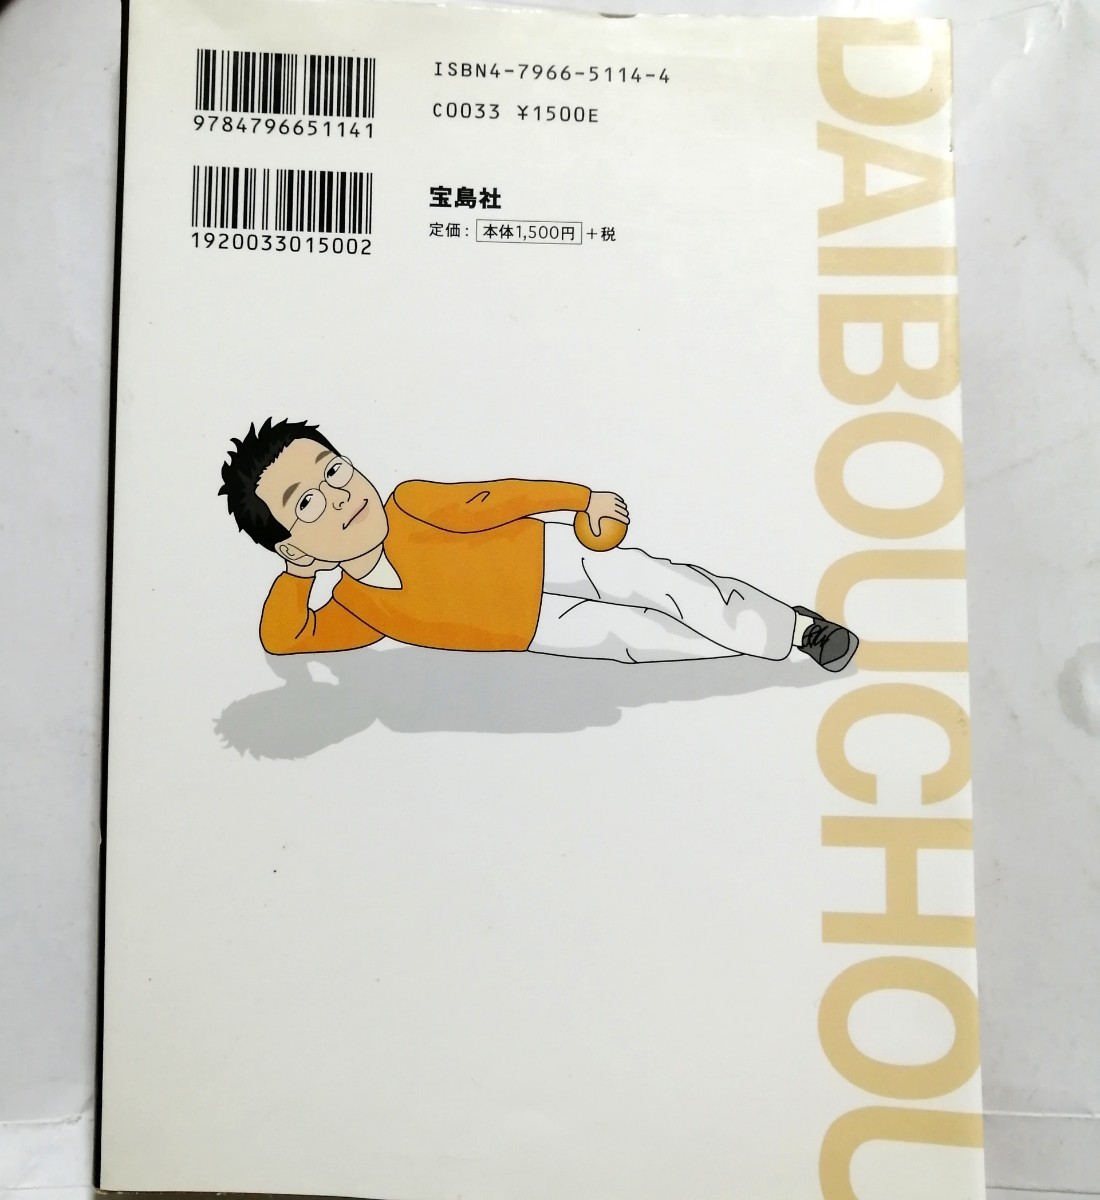 9784796651141
ISBN4-7966-5114-4
C0033 ¥1500E
1920033015002
宝島社
定価: 本体1,500円 +税
DAIBOUCHOU